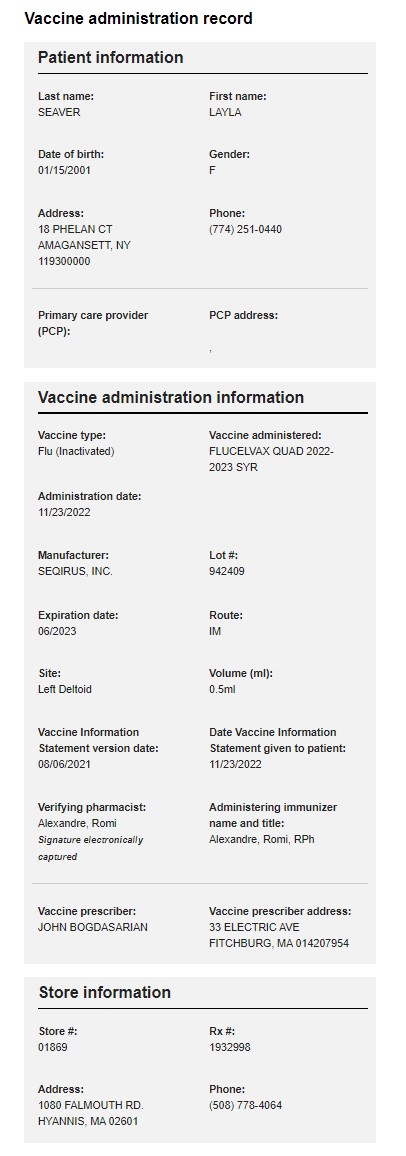 Vaccine administration record
Patient information
Last name:
SEAVER
First name:
LAYLA
Date of birth:
01/15/2001
Gender:
F
Address:
18 PHELAN CT
AMAGANSETT, NY
119300000
Phone:
(774) 251-0440
Primary care provider
(PCP):
PCP address:
,
Vaccine administration information
Vaccine type:
Flu (Inactivated)
Vaccine administered:
FLUCELVAX QUAD 2022-
2023 SYR
Administration date:
11/23/2022
Manufacturer:
SEQIRUS, INC.
Lot #:
942409
Expiration date:
06/2023
Route:
IM
Site:
Left Deltoid
Volume (ml):
0.5ml
Vaccine Information
Statement version date:
08/06/2021
Date Vaccine Information
Statement given to patient:
11/23/2022
Verifying pharmacist:
Alexandre, Romi
Signature electronically
captured
Administering immunizer
name and title:
Alexandre, Romi, RPh
Vaccine prescriber:
JOHN BOGDASARIAN
Vaccine prescriber address:
33 ELECTRIC AVE
FITCHBURG, MA 014207954
Store information
Store #:
01869
Rx #:
1932998
Address:
1080 FALMOUTH RD.
HYANNIS, MA 02601
Phone:
(508) 778-4064